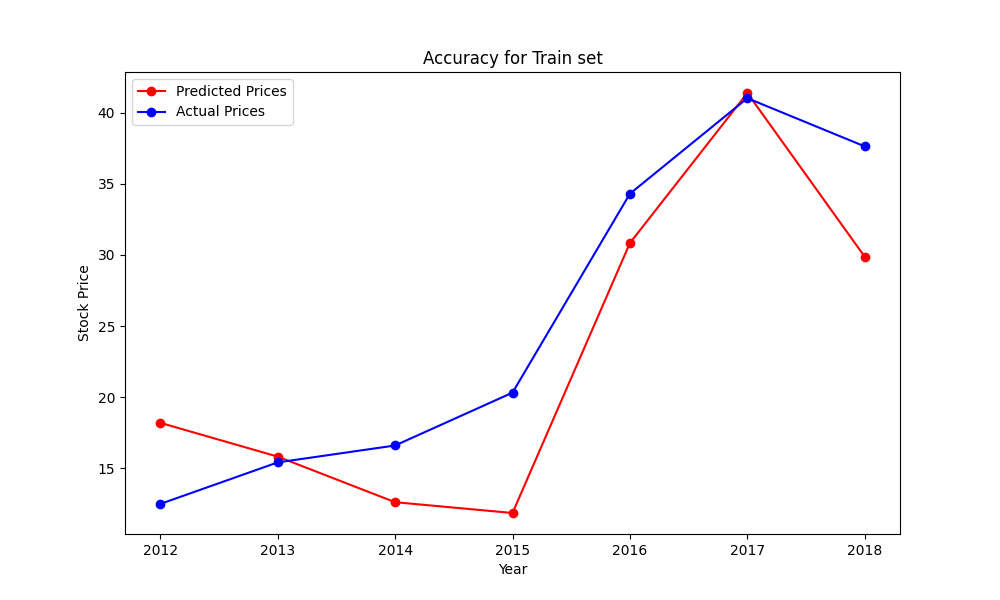 Accuracy for Train set
Predicted Prices
Actual Prices
Stock Price
40
35
30
25
20
15
2012 2013 2014 2015 2016 2017 2018
Year